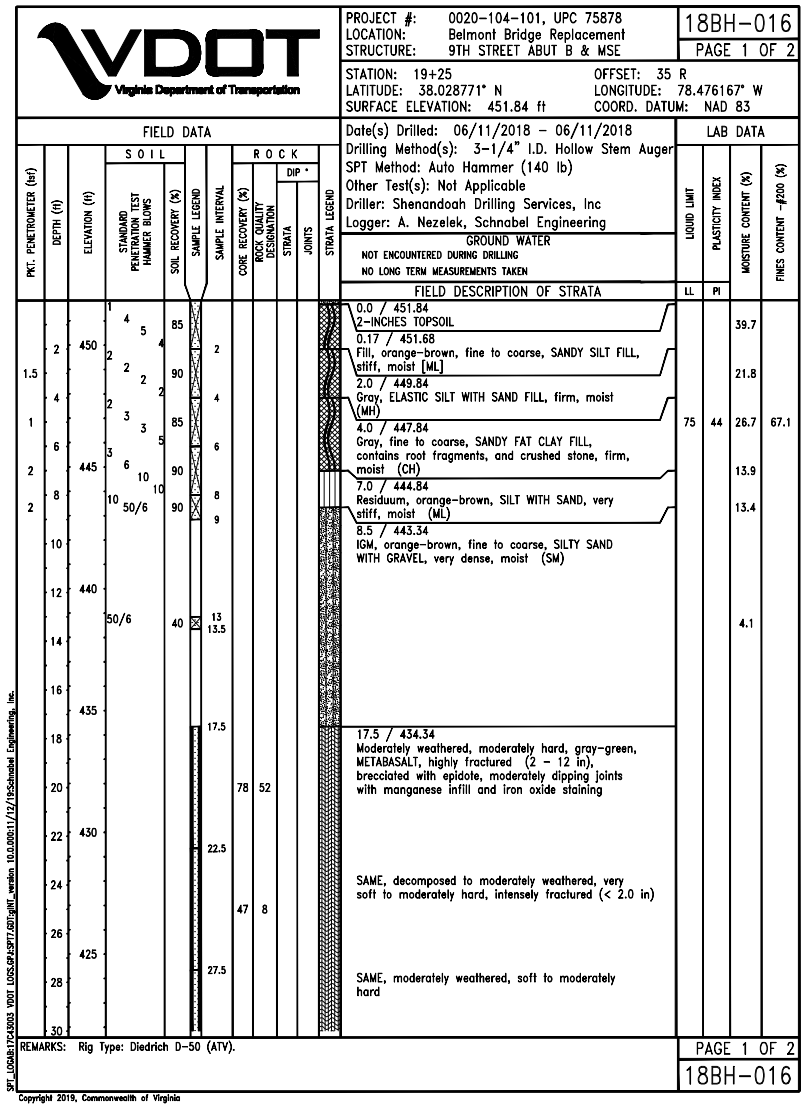 VDOT
Virginia Department of Transportation
PROJECT #: 0020-104-101, UPC 75878
LOCATION: Belmont Bridge Replacement
STRUCTURE: 9TH STREET ABUT B & MSE
18BH-016
PAGE 1 OF 2
STATION: 19+25 OFFSET: 35 R
LATITUDE: 38.028771° N LONGITUDE: 78.476167° W
SURFACE ELEVATION: 451.84 ft COORD. DATUM: NAD 83
FIELD DATA
Date(s) Drilled: 06/11/2018 - 06/11/2018
Drilling Method(s): 3-1/4" I.D. Hollow Stem Auger
SPT Method: Auto Hammer (140 lb)
Other Test(s): Not Applicable
Driller: Shenandoah Drilling Services, Inc
Logger: A. Nezelek, Schnabel Engineering
LAB DATA
SOIL
ROCK
DIP °
PKT. PENETROMETER (tsf)
DEPTH (ft)
ELEVATION (ft)
STANDARD
PENETRATION TEST
HAMMER BLOWS
SOIL RECOVERY (%)
SAMPLE LEGEND
SAMPLE INTERVAL
CORE RECOVERY (%)
ROCK QUALITY
DESIGNATION
STRATA
JOINTS
STRATA LEGEND
GROUND WATER
NOT ENCOUNTERED DURING DRILLING
NO LONG TERM MEASUREMENTS TAKEN
FIELD DESCRIPTION OF STRATA
LIQUID LIMIT
PLASTICITY INDEX
MOISTURE CONTENT (%)
FINES CONTENT -#200 (%)
LL PI
1 4 5 4 85
0.0 / 451.84
2-INCHES TOPSOIL
39.7
0.17 / 451.68
Fill, orange-brown, fine to coarse, SANDY SILT FILL,
stiff, moist [ML]
2 450 2
1.5 2 2 2 2 90
21.8
2.0 / 449.84
Gray, ELASTIC SILT WITH SAND FILL, firm, moist
(MH)
4 4
1 2 3 3 5 85
75 44 26.7 67.1
4.0 / 447.84
Gray, fine to coarse, SANDY FAT CLAY FILL,
contains root fragments, and crushed stone, firm,
moist (CH)
6 6
2 445 3 6 10 10 90
13.9
7.0 / 444.84
Residuum, orange-brown, SILT WITH SAND, very
stiff, moist (ML)
8 8
2 10 50/6 90
13.4
9
8.5 / 443.34
IGM, orange-brown, fine to coarse, SILTY SAND
WITH GRAVEL, very dense, moist (SM)
10
12 440
50/6 40 13
13.5
4.1
14
16
435
17.5
18
17.5 / 434.34
Moderately weathered, moderately hard, gray-green,
METABASALT, highly fractured (2 - 12 in),
brecciated with epidote, moderately dipping joints
with manganese infill and iron oxide staining
20 78 52
22 430
22.5
24
SAME, decomposed to moderately weathered, very
soft to moderately hard, intensely fractured (< 2.0 in)
47 8
26 425
27.5
28
SAME, moderately weathered, soft to moderately
hard
30
REMARKS: Rig Type: Diedrich D-50 (ATV).
PAGE 1 OF 2
18BH-016
Copyright 2019, Commonwealth of Virginia
SPT_LOGAB:17C43003 VDOT LOGS.GPJ:SPT7.GDT:gINT_version 10.0.000:11/12/19:Schnabel Engineering, Inc.